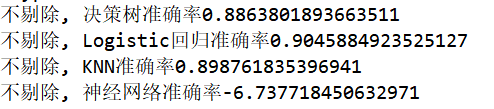 不剔除, 决策树准确率0.8863801893663511
不剔除, Logistic回归准确率0.9045884923525127
不剔除, KNN准确率0.898761835396941
不剔除, 神经网络准确率-6.737718450632971